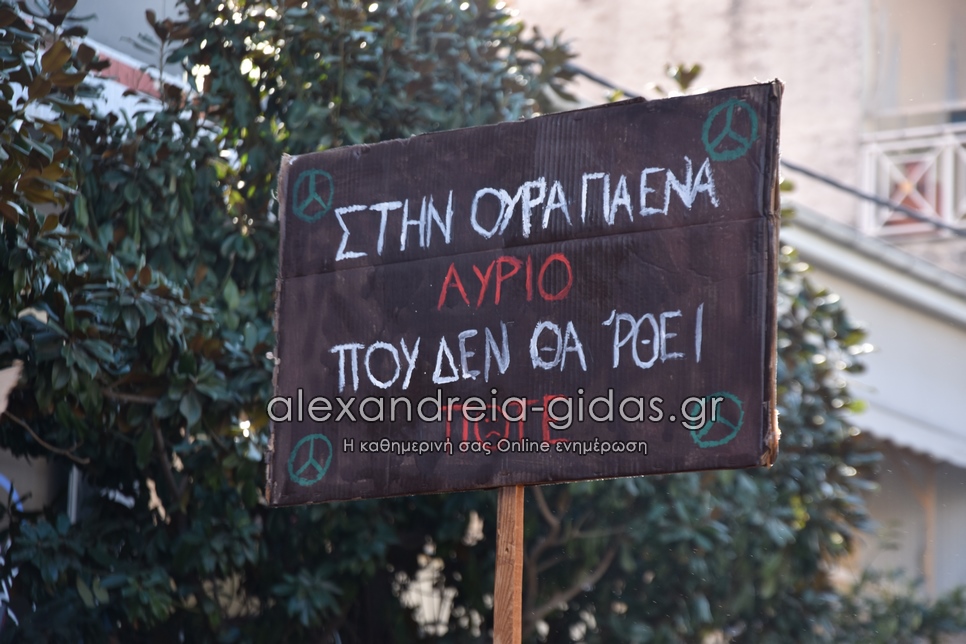 ΣΤΗΝ ΟΥΡΑ ΓΙΑ ΕΝΑ
ΑΥΡΙΟ
ΠΟΥ ΔΕΝ ΘΑ 'ΡΘΕΙ
ΠΟΤΕ
alexandreia-gidas.gr
Η καθημερινή σας Online ενημέρωση